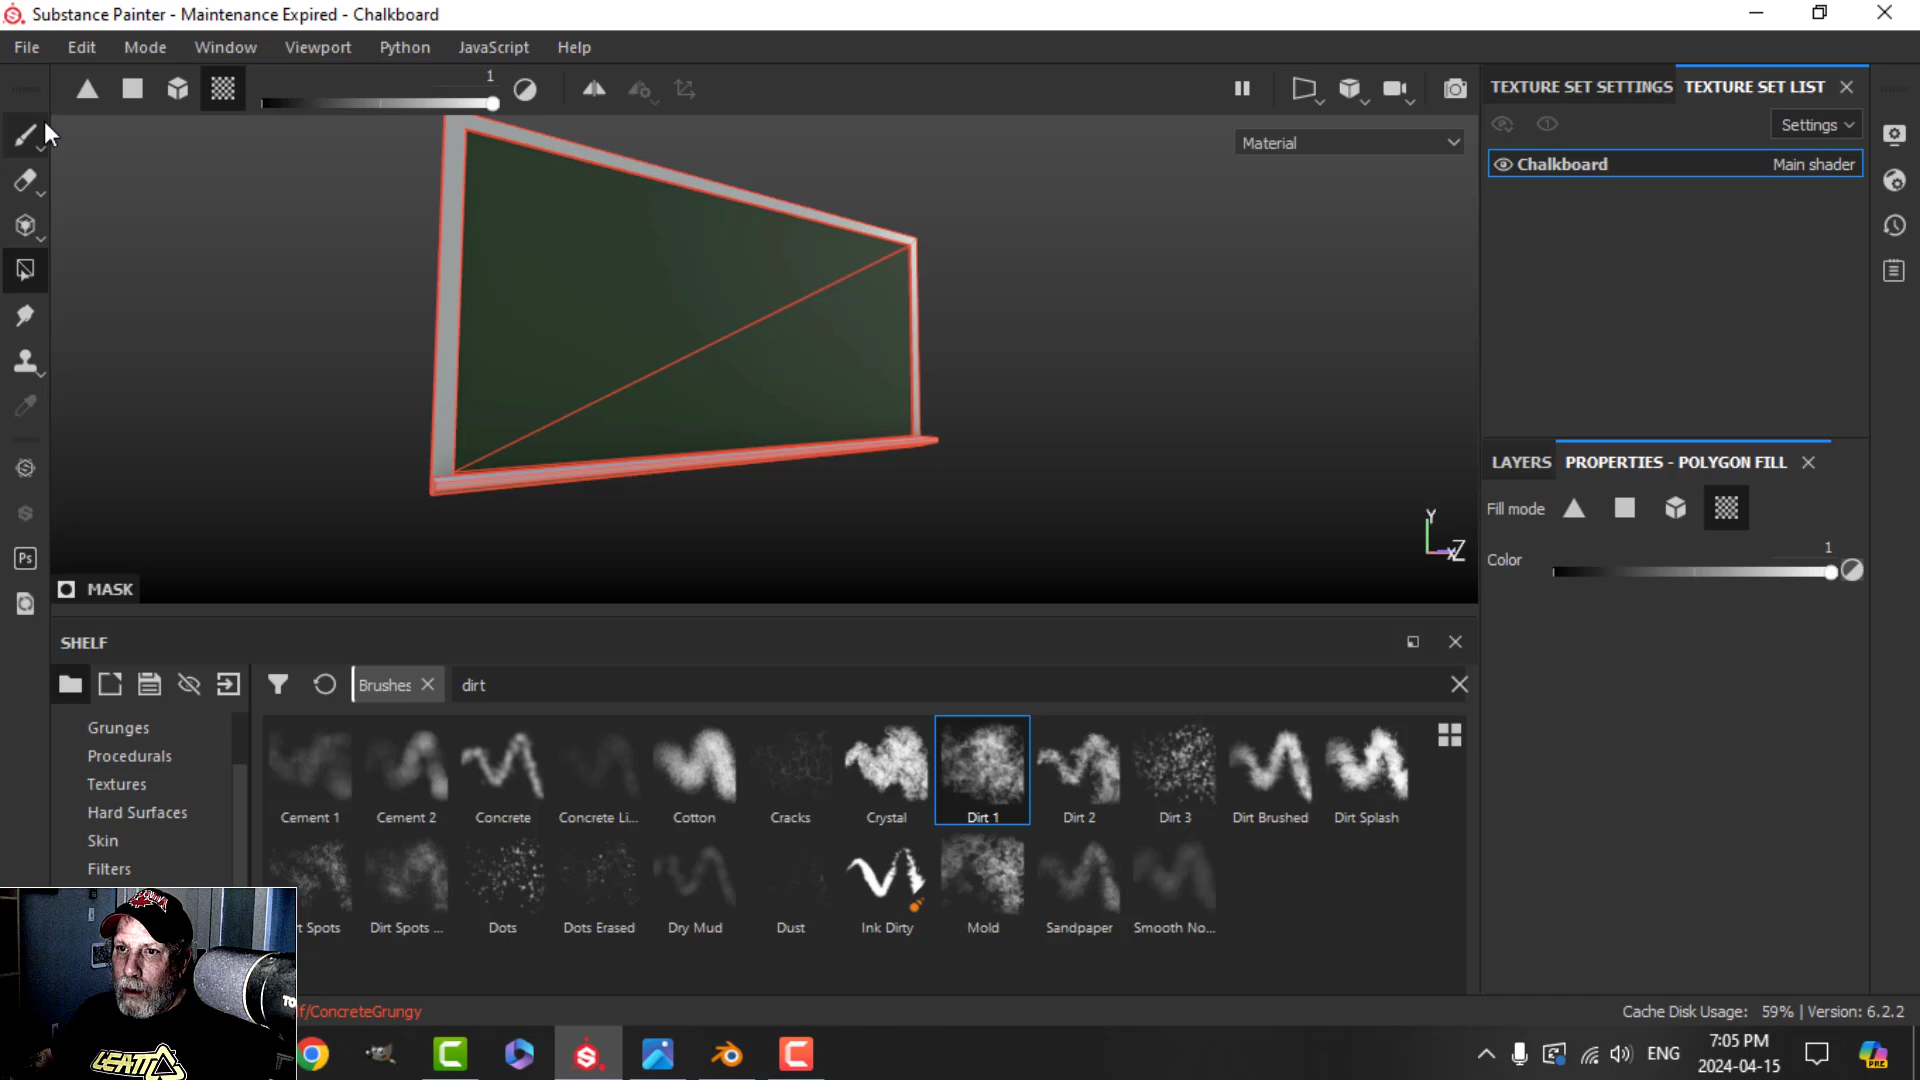 Substance Painter - Maintenance Expired - Chalkboard
File Edit Mode Window Viewport Python JavaScript Help
1
TEXTURE SET SETTINGS TEXTURE SET LIST
Settings
Material
Chalkboard Main shader
Y
Z
LAYERS PROPERTIES - POLYGON FILL
Fill mode
1
Color
Ps
MASK
SHELF
Brushes dirt
Grunges
Procedurals
Textures
Hard Surfaces
Skin
Filters
Cement 1 Cement 2 Concrete Concrete Li... Cotton Cracks Crystal Dirt 1 Dirt 2 Dirt 3 Dirt Brushed Dirt Splash
rt Spots Dirt Spots ... Dots Dots Erased Dry Mud Dust Ink Dirty Mold Sandpaper Smooth No...
f/ConcreteGrungy
Cache Disk Usage: 59% | Version: 6.2.2
ENG
7:05 PM
2024-04-15
PRE
LEATT